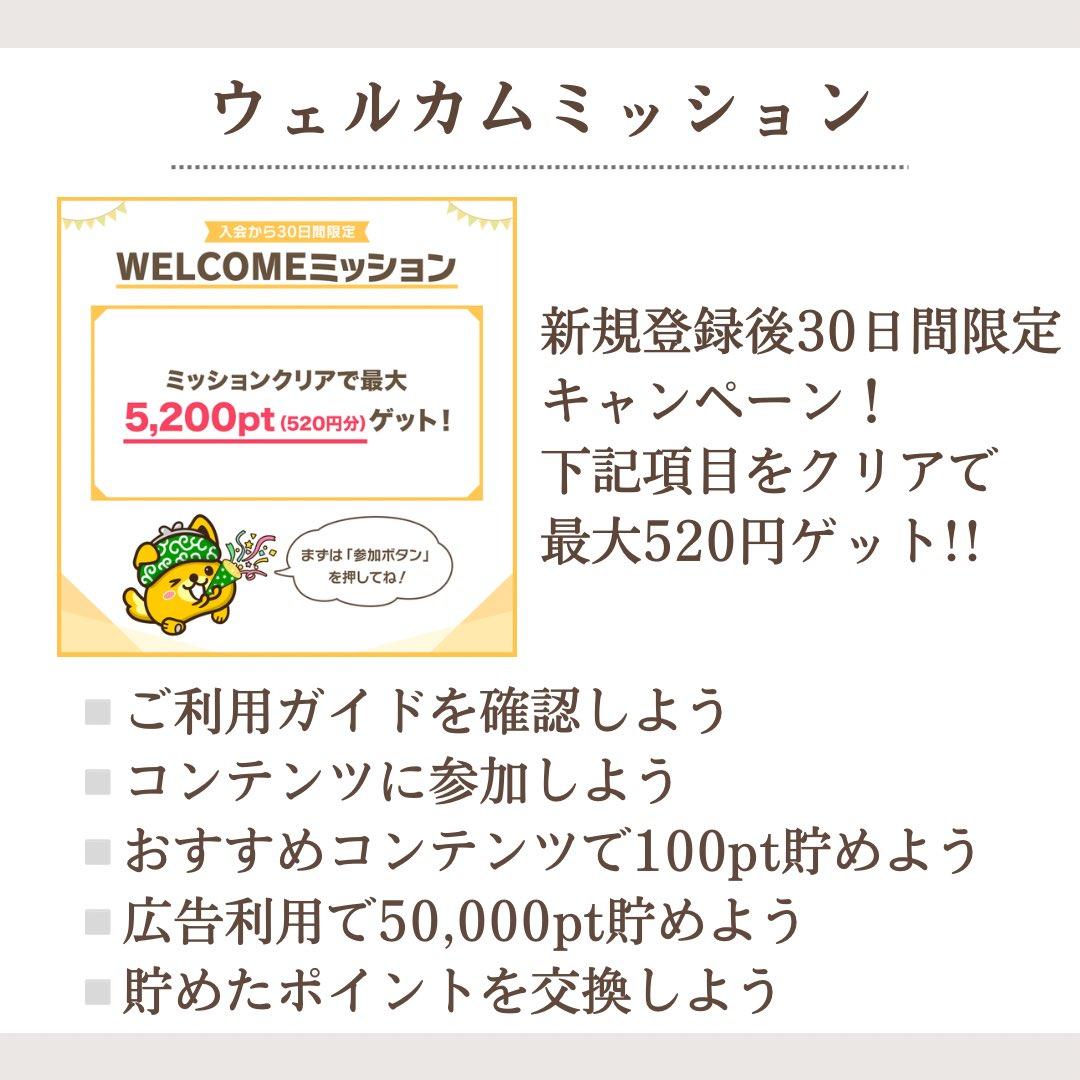 ウェルカムミッション
入会から30日間限定
WELCOMEミッション
ミッションクリアで最大
5,200pt(520円分)ゲット!
まずは「参加ボタン」
を押してね!
新規登録後30日間限定
キャンペーン!
下記項目をクリアで
最大520円ゲット!!
ご利用ガイドを確認しよう
コンテンツに参加しよう
おすすめコンテンツで100pt貯めよう
広告利用で50,000pt貯めよう
貯めたポイントを交換しよう